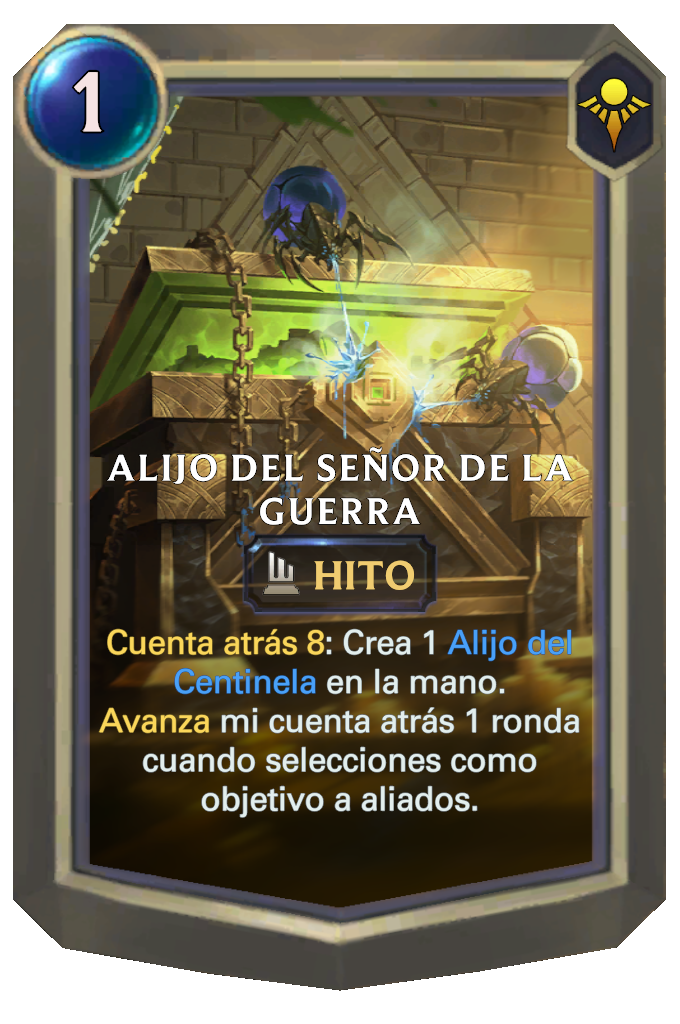 1
ALIJO DEL SEÑOR DE LA
GUERRA
HITO
Cuenta atrás 8: Crea 1 Alijo del
Centinela en la mano.
Avanza mi cuenta atrás 1 ronda
cuando selecciones como
objetivo a aliados.